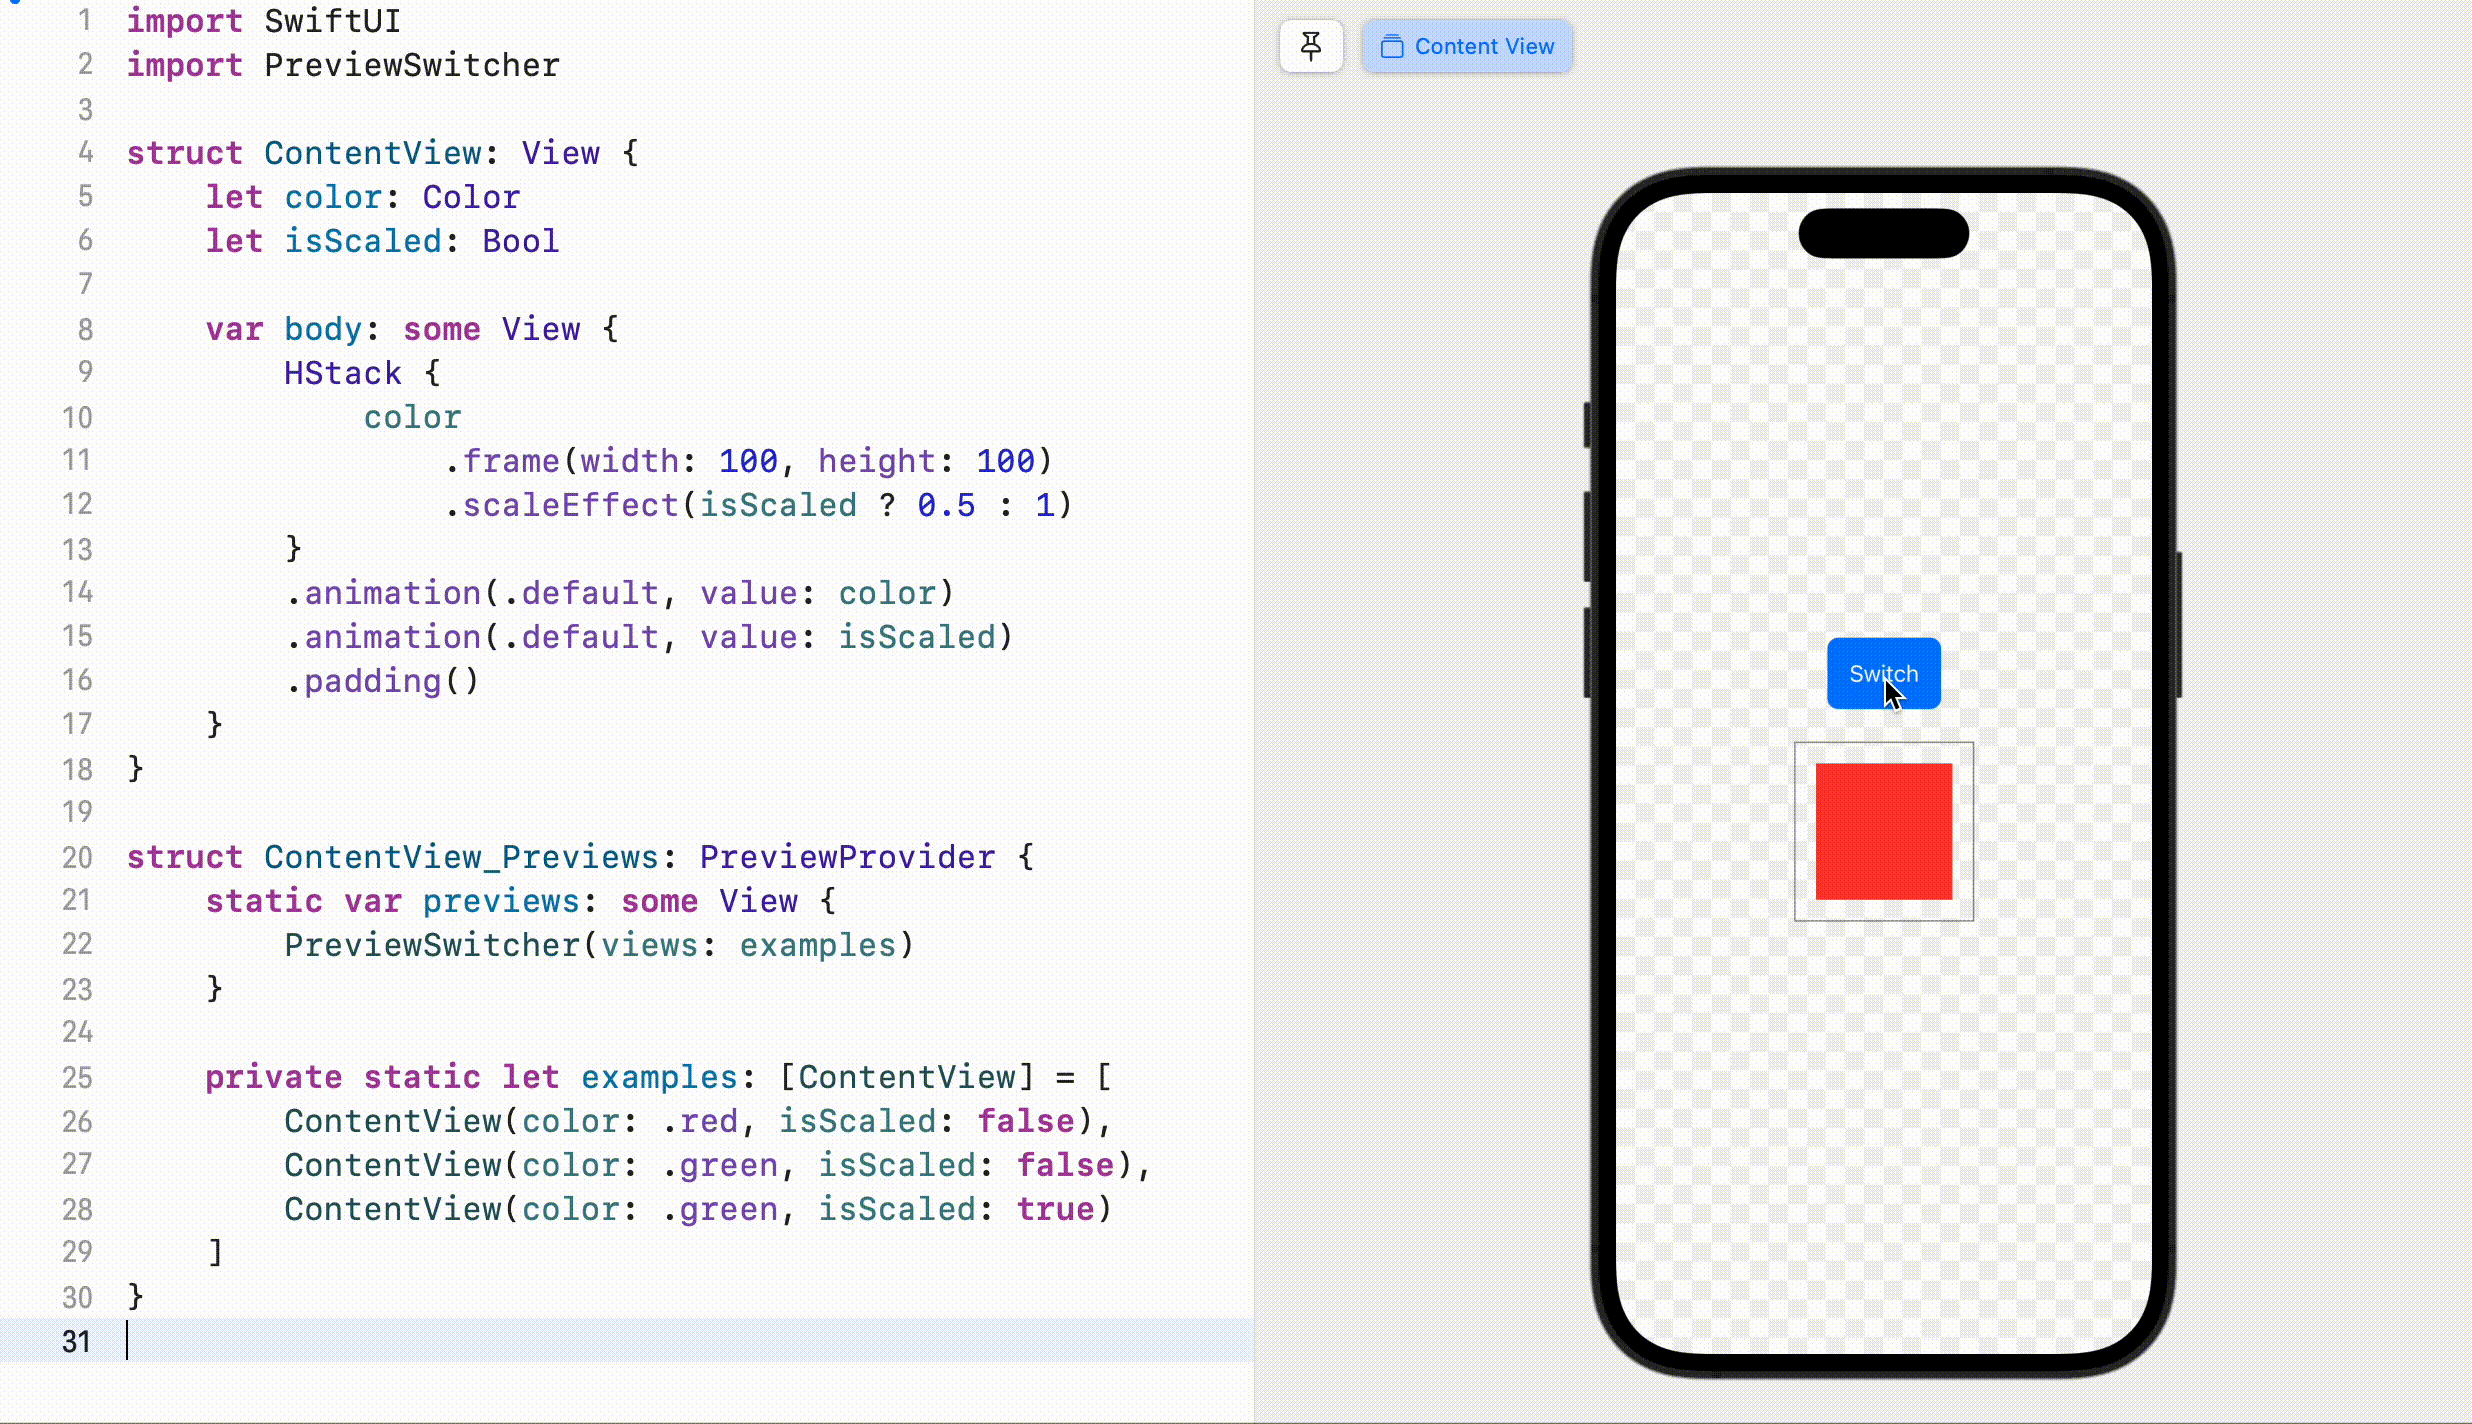 1 import SwiftUI
2 import PreviewSwitcher
3
4 struct ContentView: View {
5     let color: Color
6     let isScaled: Bool
7
8     var body: some View {
9         HStack {
10             color
11                 .frame(width: 100, height: 100)
12                 .scaleEffect(isScaled ? 0.5 : 1)
13         }
14         .animation(.default, value: color)
15         .animation(.default, value: isScaled)
16         .padding()
17     }
18 }
19
20 struct ContentView_Previews: PreviewProvider {
21     static var previews: some View {
22         PreviewSwitcher(views: examples)
23     }
24
25     private static let examples: [ContentView] = [
26         ContentView(color: .red, isScaled: false),
27         ContentView(color: .green, isScaled: false),
28         ContentView(color: .green, isScaled: true)
29     ]
30 }
31
Content View
Switch